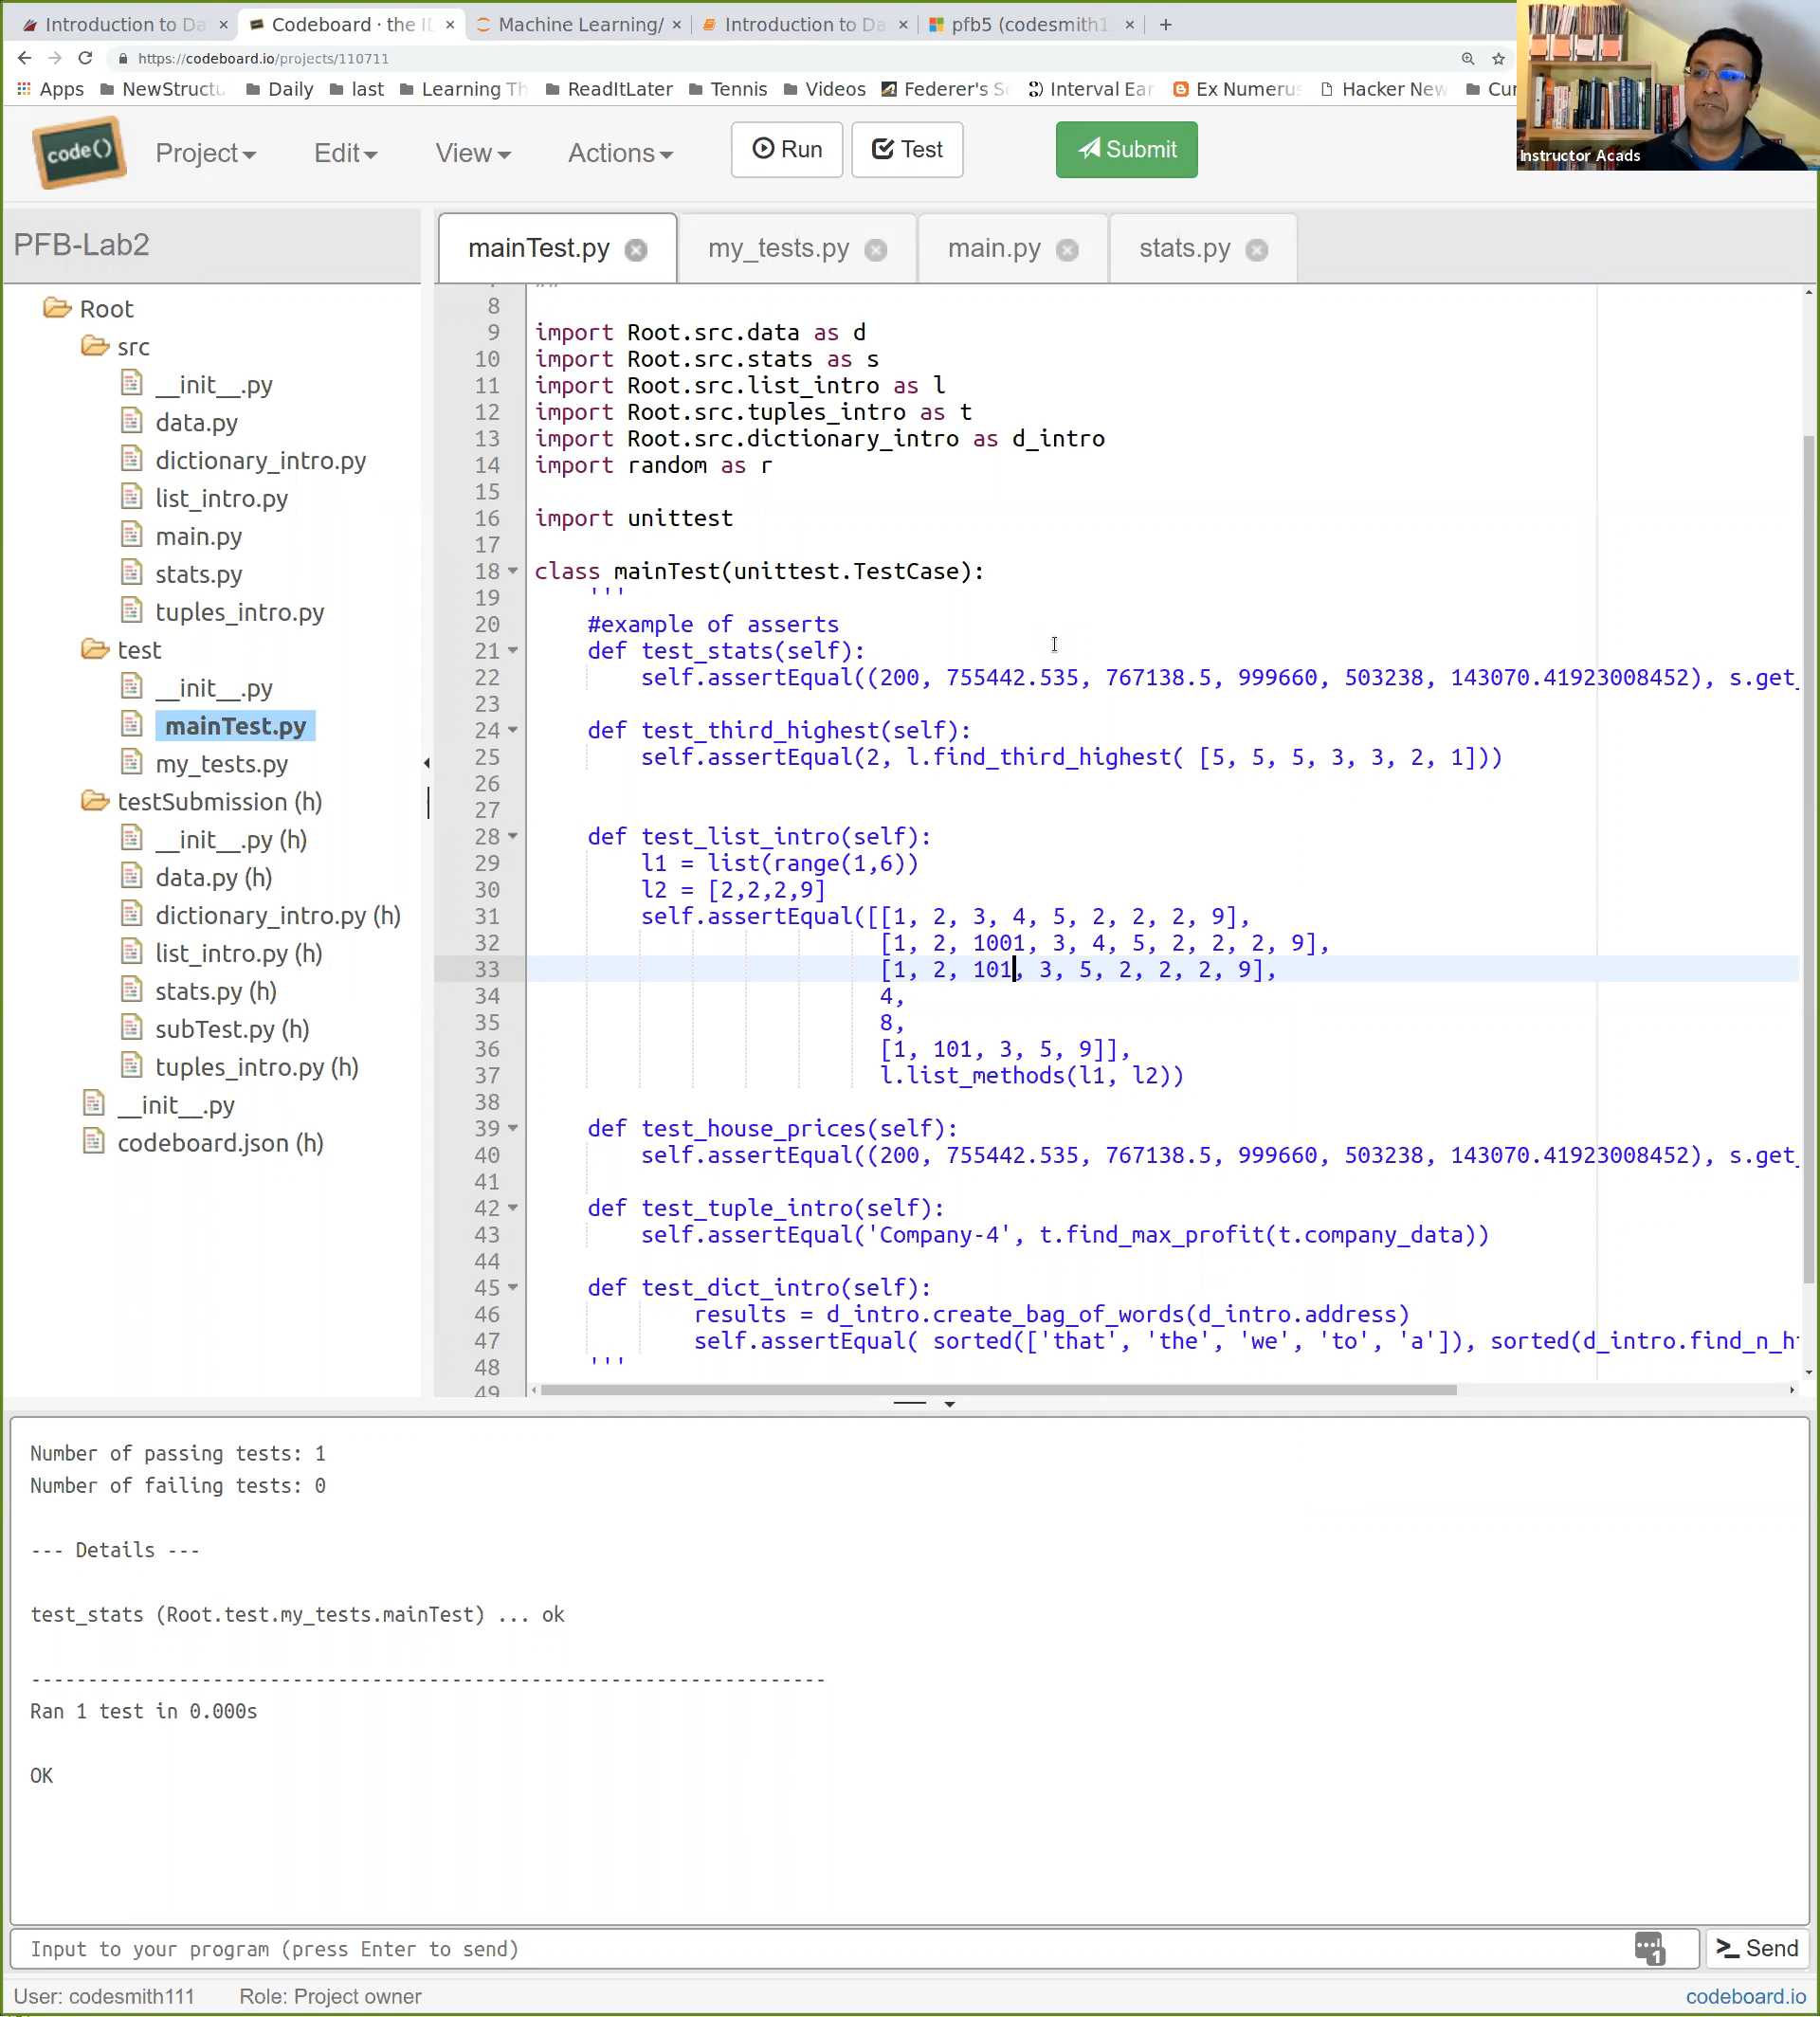 Introduction to Da
Codeboard · the ID
Machine Learning/
Introduction to Da
pfb5 (codesmith1
https://codeboard.io/projects/110711
Apps NewStructu Daily last Learning Th ReadItLater Tennis Videos Federer's Se Interval Ear Ex Numerus Hacker New Cur
Instructor Acads
code()
Project Edit View Actions Run Test Submit
PFB-Lab2
mainTest.py my_tests.py main.py stats.py
Root
src
__init__.py
data.py
dictionary_intro.py
list_intro.py
main.py
stats.py
tuples_intro.py
test
__init__.py
mainTest.py
my_tests.py
testSubmission (h)
__init__.py (h)
data.py (h)
dictionary_intro.py (h)
list_intro.py (h)
stats.py (h)
subTest.py (h)
tuples_intro.py (h)
__init__.py
codeboard.json (h)
8
9 import Root.src.data as d
10 import Root.src.stats as s
11 import Root.src.list_intro as l
12 import Root.src.tuples_intro as t
13 import Root.src.dictionary_intro as d_intro
14 import random as r
15
16 import unittest
17
18 class mainTest(unittest.TestCase):
19 '''
20 #example of asserts
21 def test_stats(self):
22 self.assertEqual((200, 755442.535, 767138.5, 999660, 503238, 143070.41923008452), s.get_
23
24 def test_third_highest(self):
25 self.assertEqual(2, l.find_third_highest( [5, 5, 5, 3, 3, 2, 1]))
26
27
28 def test_list_intro(self):
29 l1 = list(range(1,6))
30 l2 = [2,2,2,9]
31 self.assertEqual([[1, 2, 3, 4, 5, 2, 2, 2, 9],
32 [1, 2, 1001, 3, 4, 5, 2, 2, 2, 9],
33 [1, 2, 101, 3, 5, 2, 2, 2, 9],
34 4,
35 8,
36 [1, 101, 3, 5, 9]],
37 l.list_methods(l1, l2))
38
39 def test_house_prices(self):
40 self.assertEqual((200, 755442.535, 767138.5, 999660, 503238, 143070.41923008452), s.get_
41
42 def test_tuple_intro(self):
43 self.assertEqual('Company-4', t.find_max_profit(t.company_data))
44
45 def test_dict_intro(self):
46 results = d_intro.create_bag_of_words(d_intro.address)
47 self.assertEqual( sorted(['that', 'the', 'we', 'to', 'a']), sorted(d_intro.find_n_h
48 '''
49
Number of passing tests: 1
Number of failing tests: 0
--- Details ---
test_stats (Root.test.my_tests.mainTest) ... ok
----------------------------------------------------------------------
Ran 1 test in 0.000s
OK
Input to your program (press Enter to send)
1
Send
User: codesmith111 Role: Project owner
codeboard.io